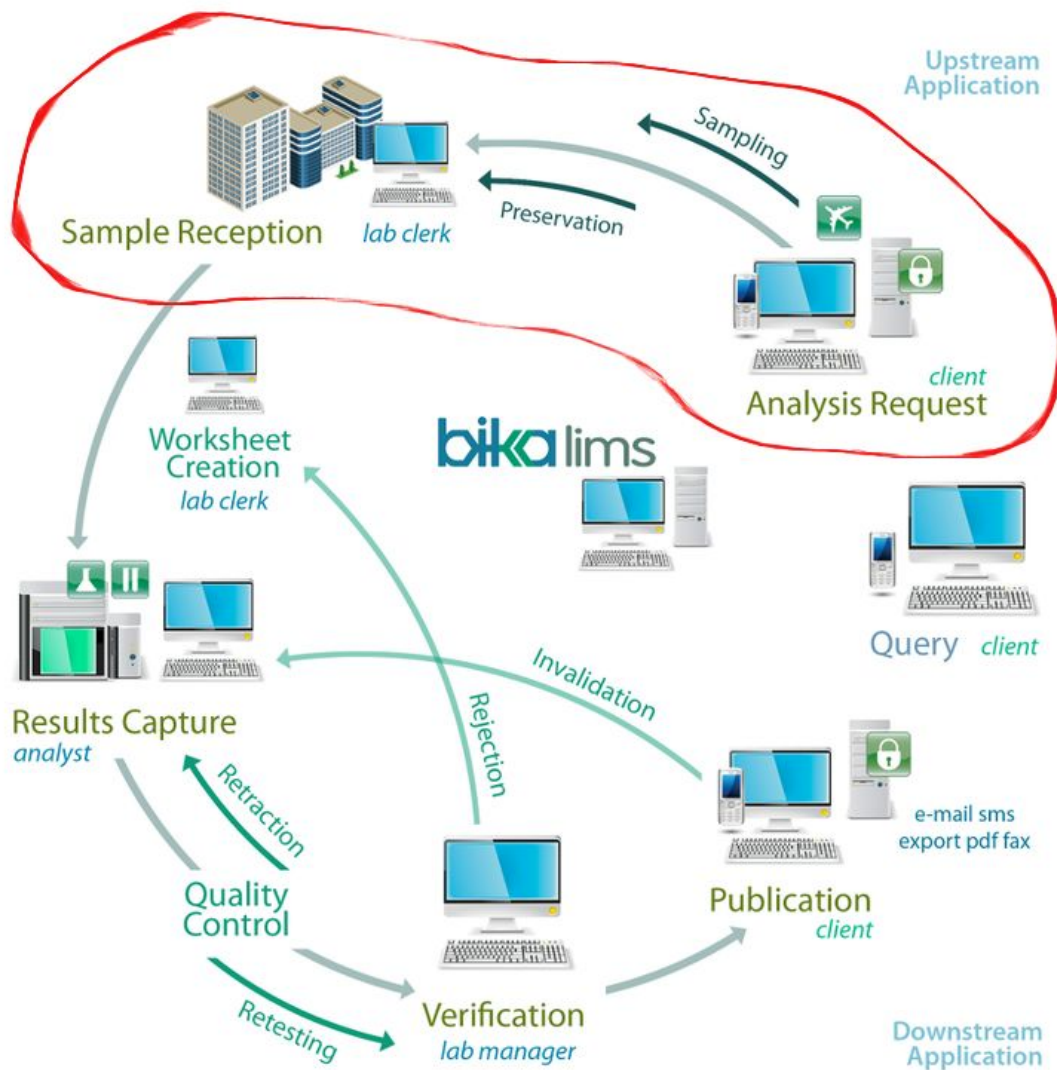 Upstream
Application
Sampling
Preservation
Sample Reception
lab clerk
client
Analysis Request
Worksheet
Creation
lab clerk
bika lims
Query client
Invalidation
Rejection
Results Capture
analyst
Retraction
e-mail sms
export pdf fax
Quality
Control
Publication
client
Verification
lab manager
Retesting
Downstream
Application